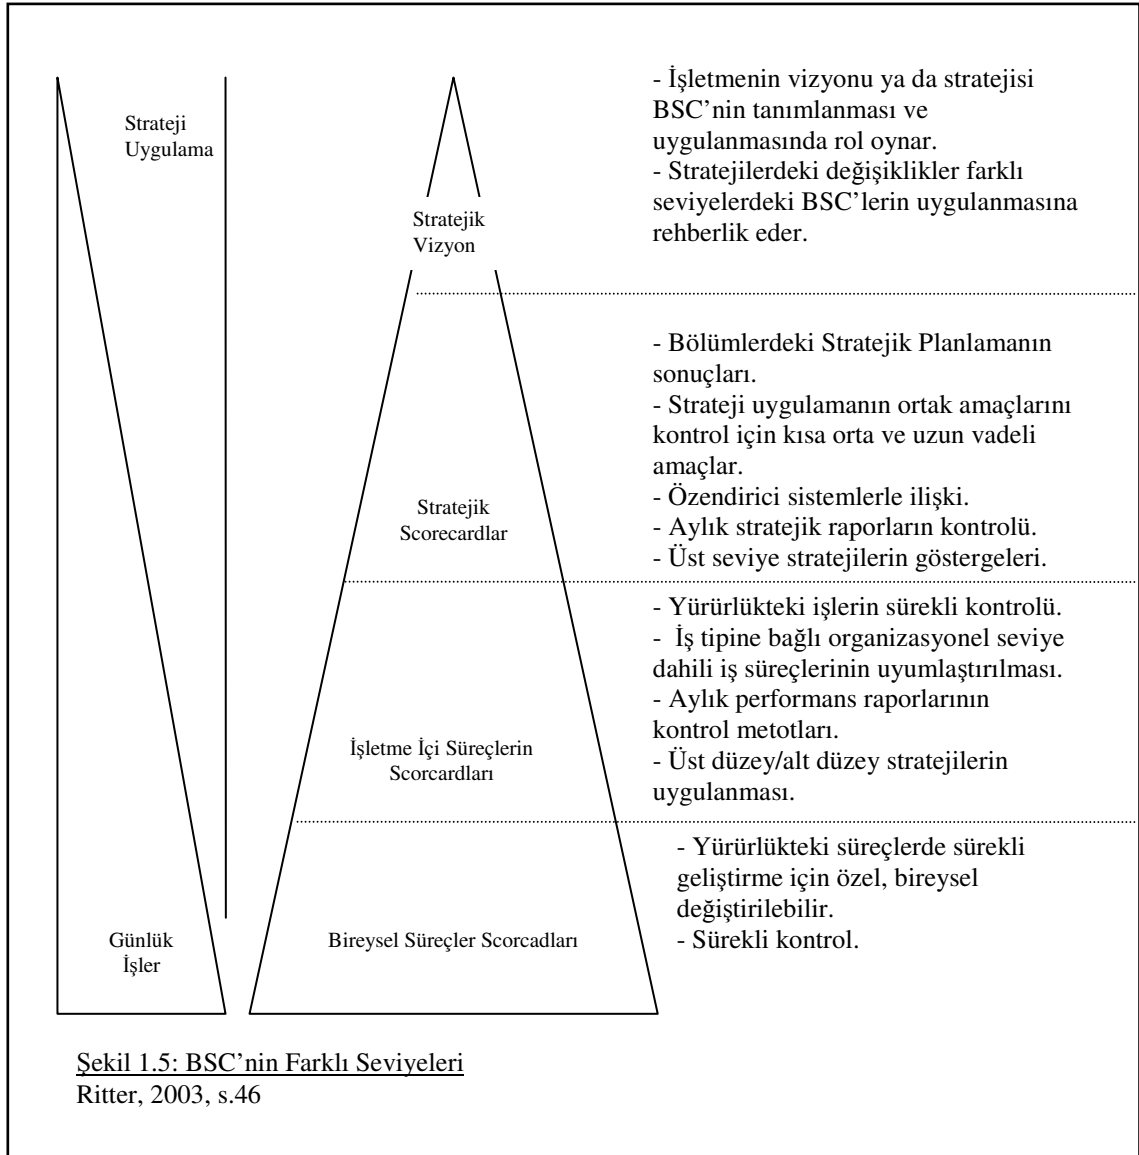 Strateji
Uygulama
- İşletmenin vizyonu ya da stratejisi
BSC’nin tanımlanması ve
uygulanmasında rol oynar.
- Stratejilerdeki değişiklikler farklı
seviyelerdeki BSC’lerin uygulanmasına
rehberlik eder.
Stratejik
Vizyon
- Bölümlerdeki Stratejik Planlamanın
sonuçları.
- Strateji uygulamanın ortak amaçlarını
kontrol için kısa orta ve uzun vadeli
amaçlar.
- Özendirici sistemlerle ilişki.
- Aylık stratejik raporların kontrolü.
- Üst seviye stratejilerin göstergeleri.
Stratejik
Scorecardlar
- Yürürlükteki işlerin sürekli kontrolü.
-  İş tipine bağlı organizasyonel seviye
dahili iş süreçlerinin uyumlaştırılması.
- Aylık performans raporlarının
kontrol metotları.
- Üst düzey/alt düzey stratejilerin
uygulanması.
İşletme İçi Süreçlerin
Scorcardları
- Yürürlükteki süreçlerde sürekli
geliştirme için özel, bireysel
değiştirilebilir.
- Sürekli kontrol.
Günlük
İşler
Bireysel Süreçler Scorcadları
Şekil 1.5: BSC’nin Farklı Seviyeleri
Ritter, 2003, s.46